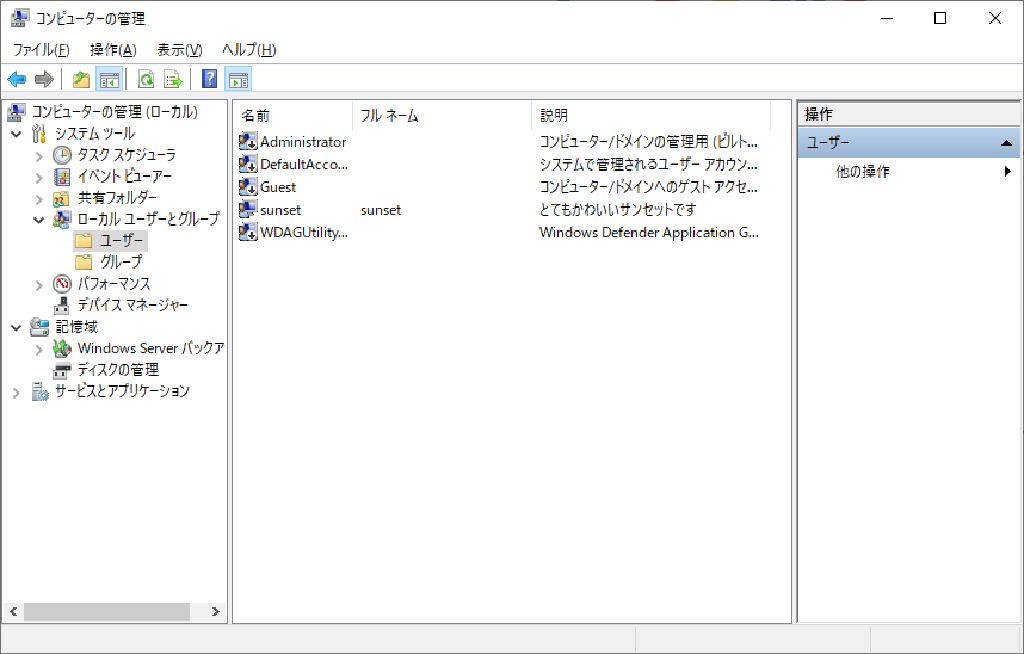 コンピューターの管理
ファイル(F) 操作(A) 表示(V) ヘルプ(H)
コンピューターの管理 (ローカル)
システム ツール
タスク スケジューラ
イベント ビューアー
共有フォルダー
ローカル ユーザーとグループ
ユーザー
グループ
パフォーマンス
デバイス マネージャー
記憶域
Windows Server バックア
ディスクの管理
サービスとアプリケーション
名前 フル ネーム 説明
Administrator コンピューター/ドメインの管理用 (ビルト...
DefaultAcco... システムで管理されるユーザー アカウン...
Guest コンピューター/ドメインへのゲスト アクセ...
sunset sunset とてもかわいいサンセットです
WDAGUtility... Windows Defender Application G...
操作
ユーザー
他の操作